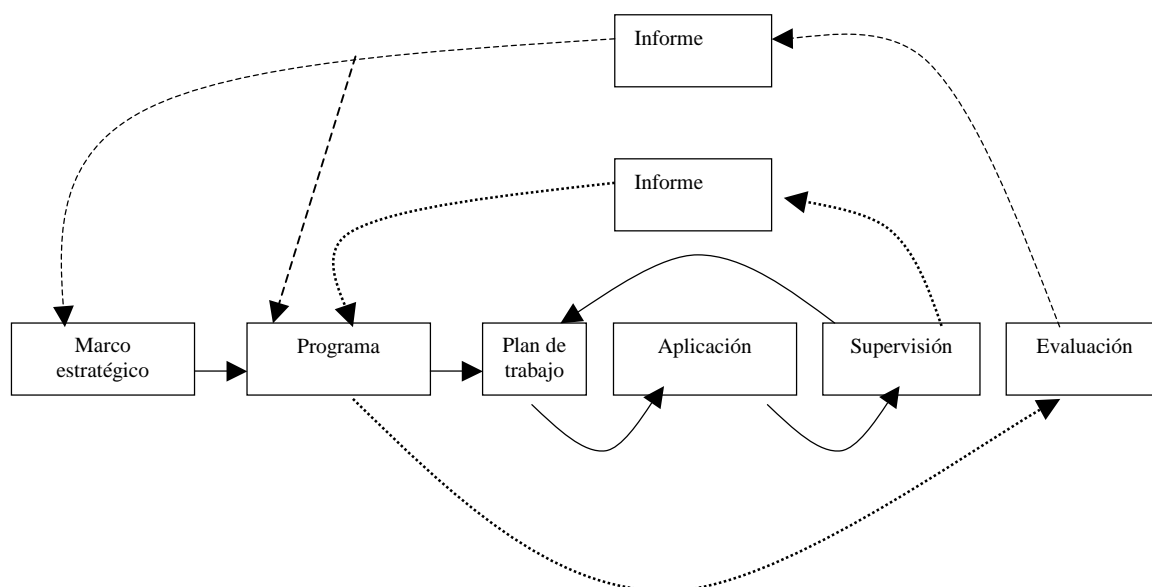 Informe
Informe
Marco
estratégico
Programa
Plan de
trabajo
Aplicación
Supervisión
Evaluación